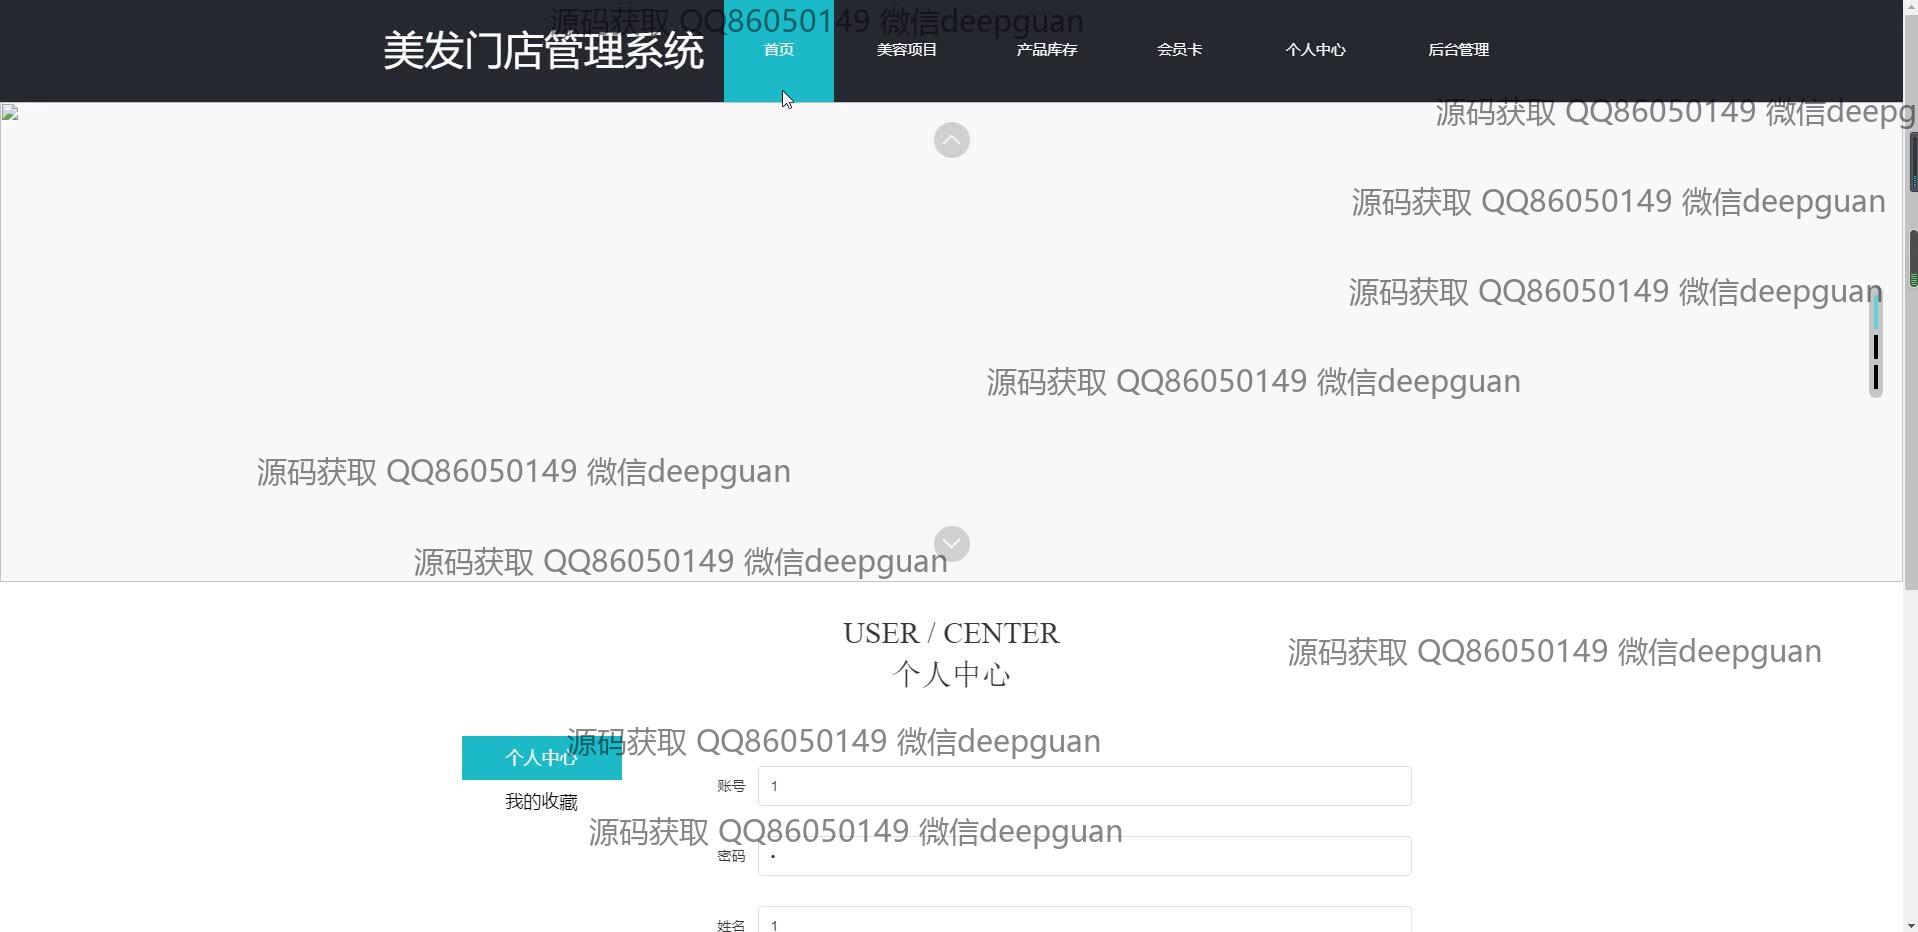 源码获取 QQ86050149 微信deepguan
美发门店管理系统
首页
美容项目
产品库存
会员卡
个人中心
后台管理
源码获取 QQ86050149 微信deepg
源码获取 QQ86050149 微信deepguan
源码获取 QQ86050149 微信deepguan
源码获取 QQ86050149 微信deepguan
源码获取 QQ86050149 微信deepguan
源码获取 QQ86050149 微信deepguan
USER / CENTER
源码获取 QQ86050149 微信deepguan
个人中心
源码获取 QQ86050149 微信deepguan
个人中心
账号 1
我的收藏
源码获取 QQ86050149 微信deepguan
密码 •
姓名 1